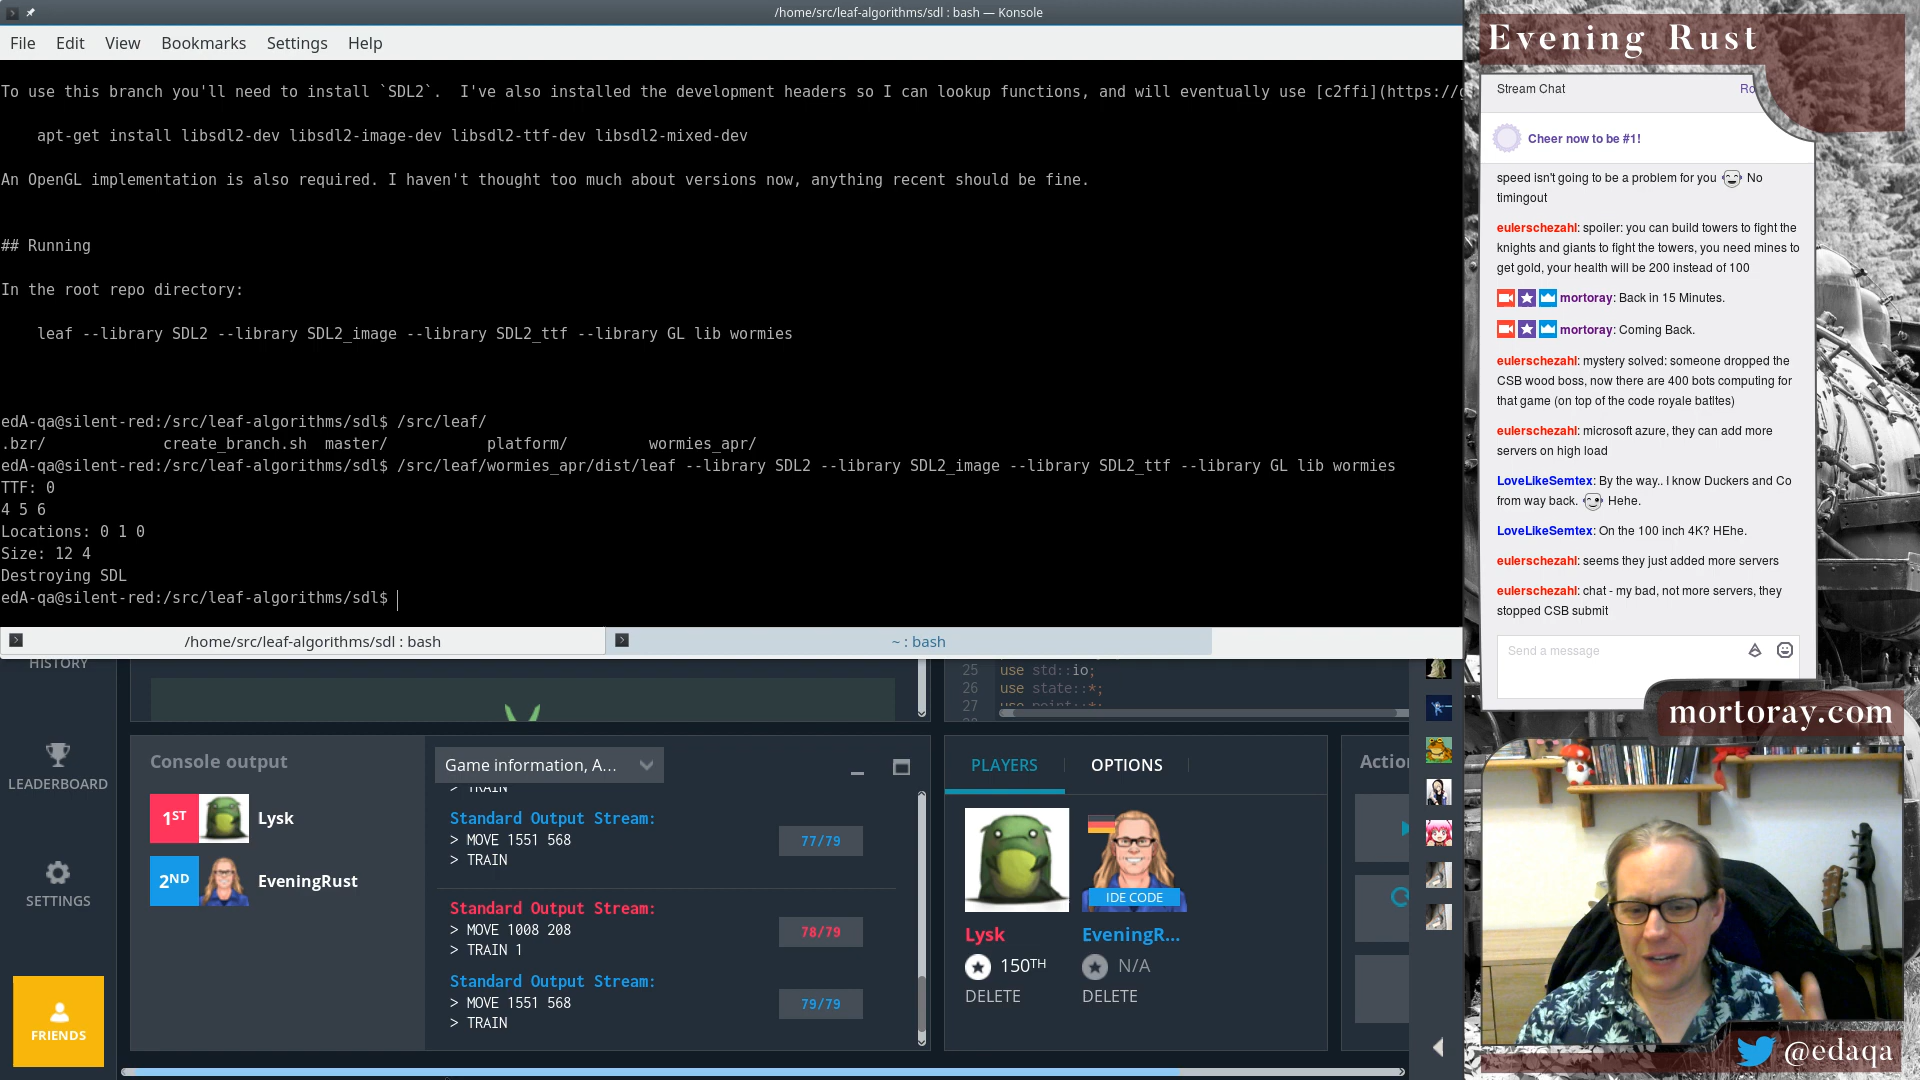 /home/src/leaf-algorithms/sdl : bash — Konsole
File Edit View Bookmarks Settings Help
To use this branch you'll need to install `SDL2`.  I've also installed the development headers so I can lookup functions, and will eventually use [c2ffi](https://g
apt-get install libsdl2-dev libsdl2-image-dev libsdl2-ttf-dev libsdl2-mixed-dev
An OpenGL implementation is also required. I haven't thought too much about versions now, anything recent should be fine.
## Running
In the root repo directory:
leaf --library SDL2 --library SDL2_image --library SDL2_ttf --library GL lib wormies
edA-qa@silent-red:/src/leaf-algorithms/sdl$ /src/leaf/
.bzr/ create_branch.sh master/ platform/ wormies_apr/
edA-qa@silent-red:/src/leaf-algorithms/sdl$ /src/leaf/wormies_apr/dist/leaf --library SDL2 --library SDL2_image --library SDL2_ttf --library GL lib wormies
TTF: 0
4 5 6
Locations: 0 1 0
Size: 12 4
Destroying SDL
edA-qa@silent-red:/src/leaf-algorithms/sdl$
/home/src/leaf-algorithms/sdl : bash
~ : bash
HISTORY
LEADERBOARD
SETTINGS
FRIENDS
25 use std::io;
26 use state::*;
27 use point::*;
Console output
1ST Lysk
2ND EveningRust
Game information, A...
> TRAIN
Standard Output Stream:
> MOVE 1551 568
> TRAIN
77/79
Standard Output Stream:
> MOVE 1008 208
> TRAIN 1
78/79
Standard Output Stream:
> MOVE 1551 568
> TRAIN
79/79
PLAYERS
OPTIONS
IDE CODE
Lysk
150TH
DELETE
EveningR...
N/A
DELETE
Actio
Evening Rust
Stream Chat
Ro
Cheer now to be #1!
speed isn't going to be a problem for you No
timingout
eulerschezahl: spoiler: you can build towers to fight the
knights and giants to fight the towers, you need mines to
get gold, your health will be 200 instead of 100
mortoray: Back in 15 Minutes.
mortoray: Coming Back.
eulerschezahl: mystery solved: someone dropped the
CSB wood boss, now there are 400 bots computing for
that game (on top of the code royale batltes)
eulerschezahl: microsoft azure, they can add more
servers on high load
LoveLikeSemtex: By the way.. I know Duckers and Co
from way back. Hehe.
LoveLikeSemtex: On the 100 inch 4K? HEhe.
eulerschezahl: seems they just added more servers
eulerschezahl: chat - my bad, not more servers, they
stopped CSB submit
Send a message
mortoray.com
@edaqa